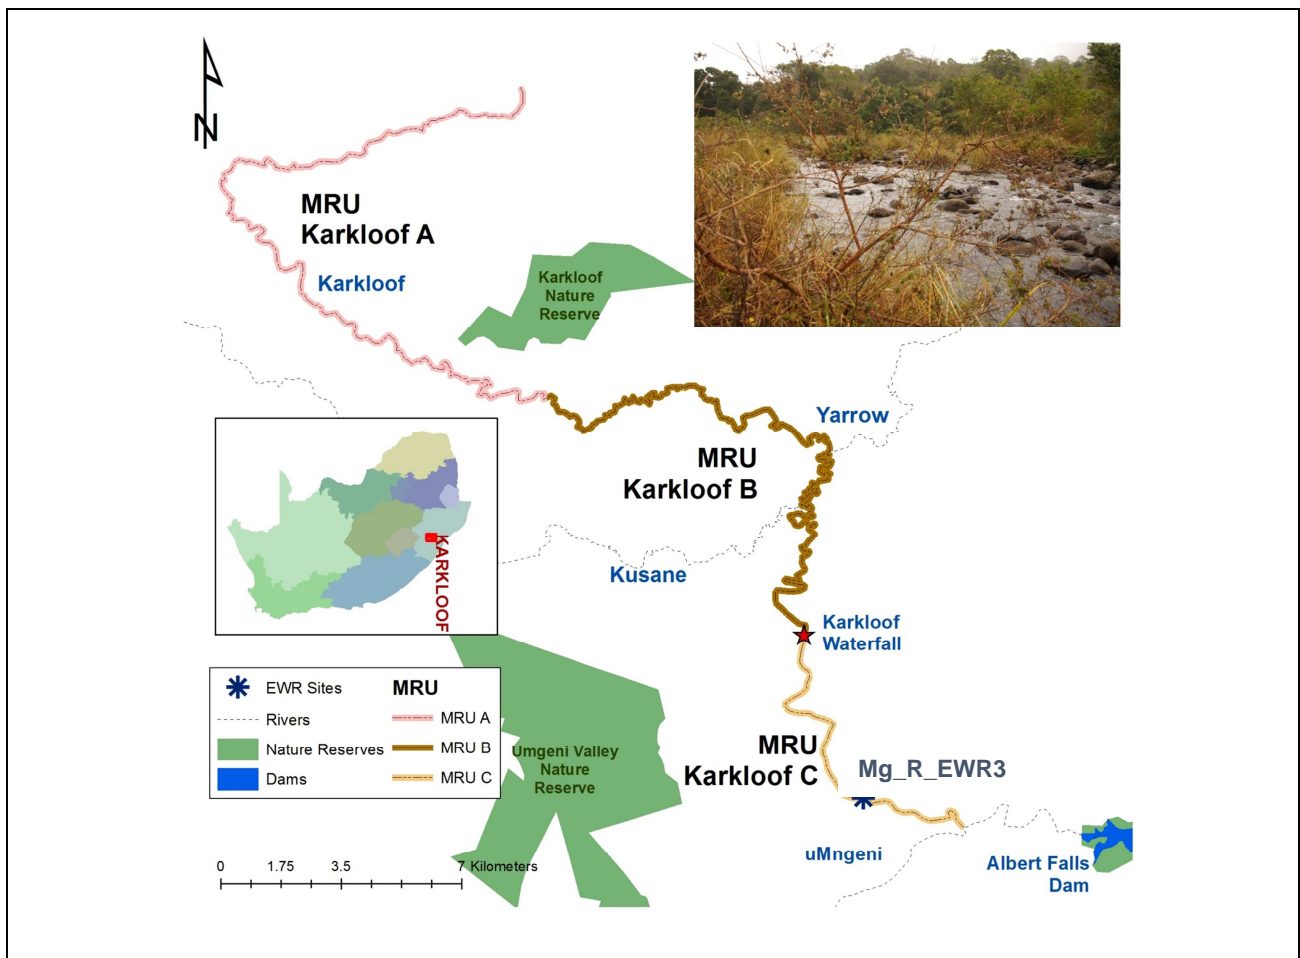 N
MRU
Karkloof A
Karkloof
Karkloof
Nature
Reserve
Yarrow
MRU
Karkloof B
Kusane
KARKLOOF
Karkloof
Waterfall
EWR Sites
Rivers
Nature Reserves
Dams
MRU
MRU A
MRU B
MRU C
Umgeni Valley
Nature
Reserve
MRU
Karkloof C
Mg_R_EWR3
uMngeni
Albert Falls
Dam
0 1.75 3.5 7 Kilometers